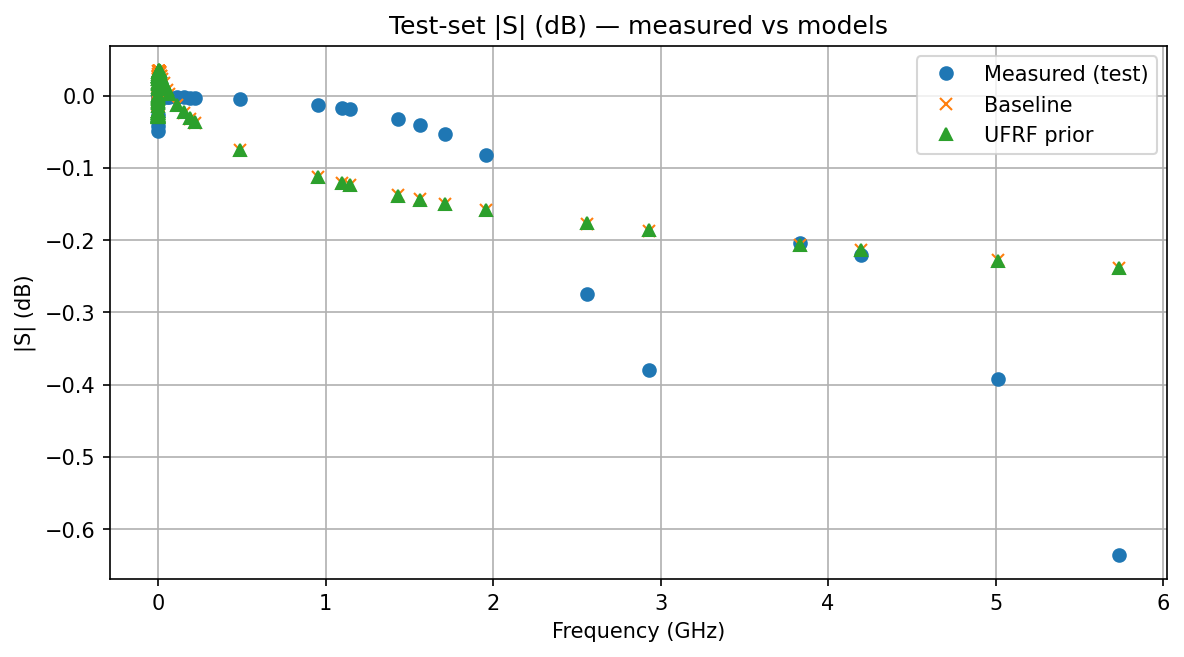 Test-set |S| (dB) — measured vs models
Measured (test)
Baseline
UFRF prior
|S| (dB)
0.0
−0.1
−0.2
−0.3
−0.4
−0.5
−0.6
0 1 2 3 4 5 6
Frequency (GHz)